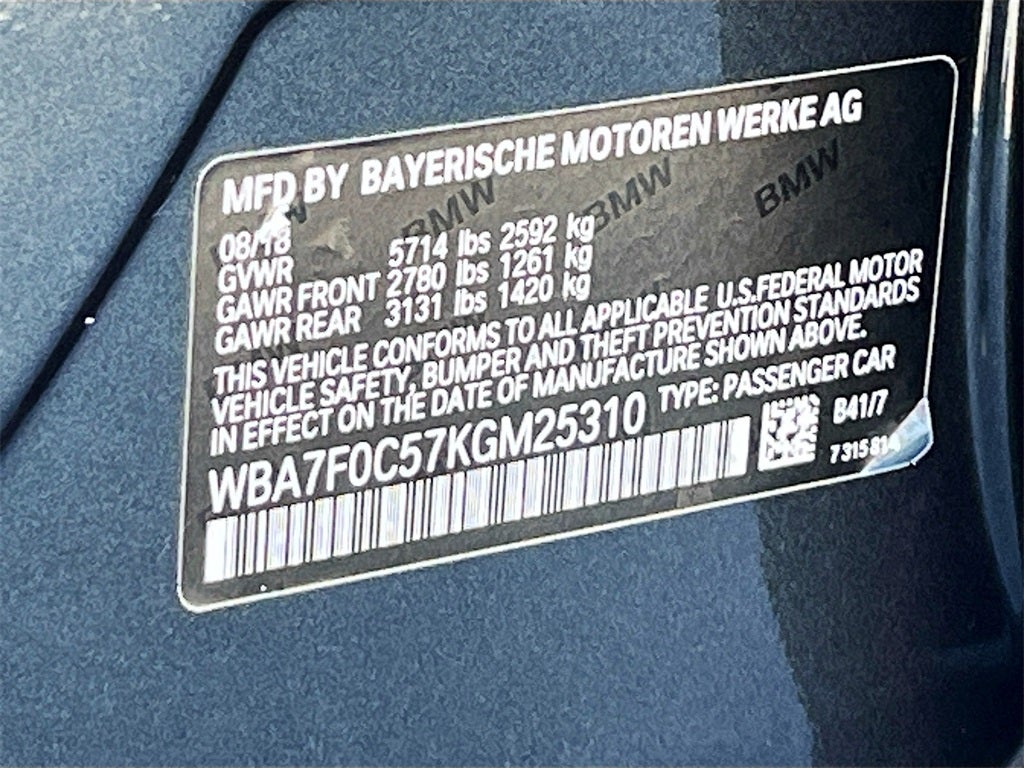 MFD BY BAYERISCHE MOTOREN WERKE AG
08/18
GVWR 5714 lbs 2592 kg
GAWR FRONT 2780 lbs 1261 kg
GAWR REAR 3131 lbs 1420 kg
THIS VEHICLE CONFORMS TO ALL APPLICABLE U.S.FEDERAL MOTOR
VEHICLE SAFETY, BUMPER AND THEFT PREVENTION STANDARDS
IN EFFECT ON THE DATE OF MANUFACTURE SHOWN ABOVE.
WBA7F0C57KGM25310 TYPE: PASSENGER CAR
B41/7
7315814
BMW BMW BMW